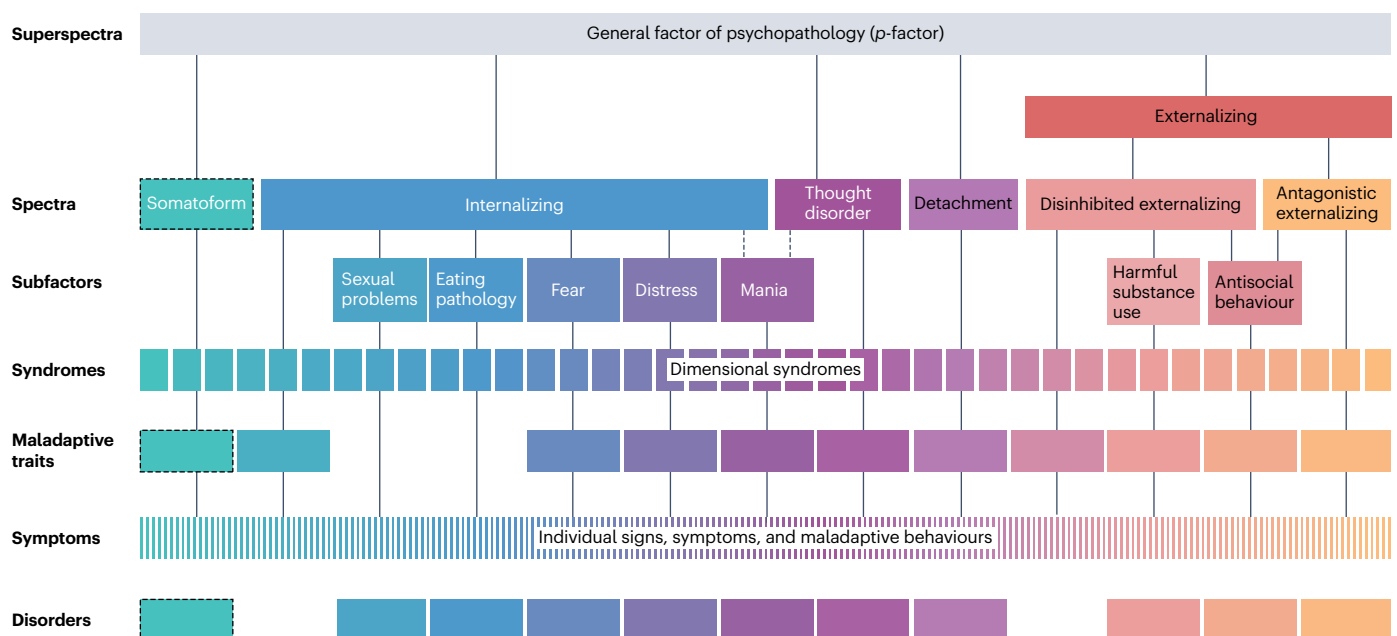 Superspectra
General factor of psychopathology (p-factor)
Externalizing
Spectra
Somatoform
Internalizing
Thought
disorder
Detachment
Disinhibited externalizing
Antagonistic
externalizing
Subfactors
Sexual
problems
Eating
pathology
Fear
Distress
Mania
Harmful
substance
use
Antisocial
behaviour
Syndromes
Dimensional syndromes
Maladaptive
traits
Symptoms
Individual signs, symptoms, and maladaptive behaviours
Disorders